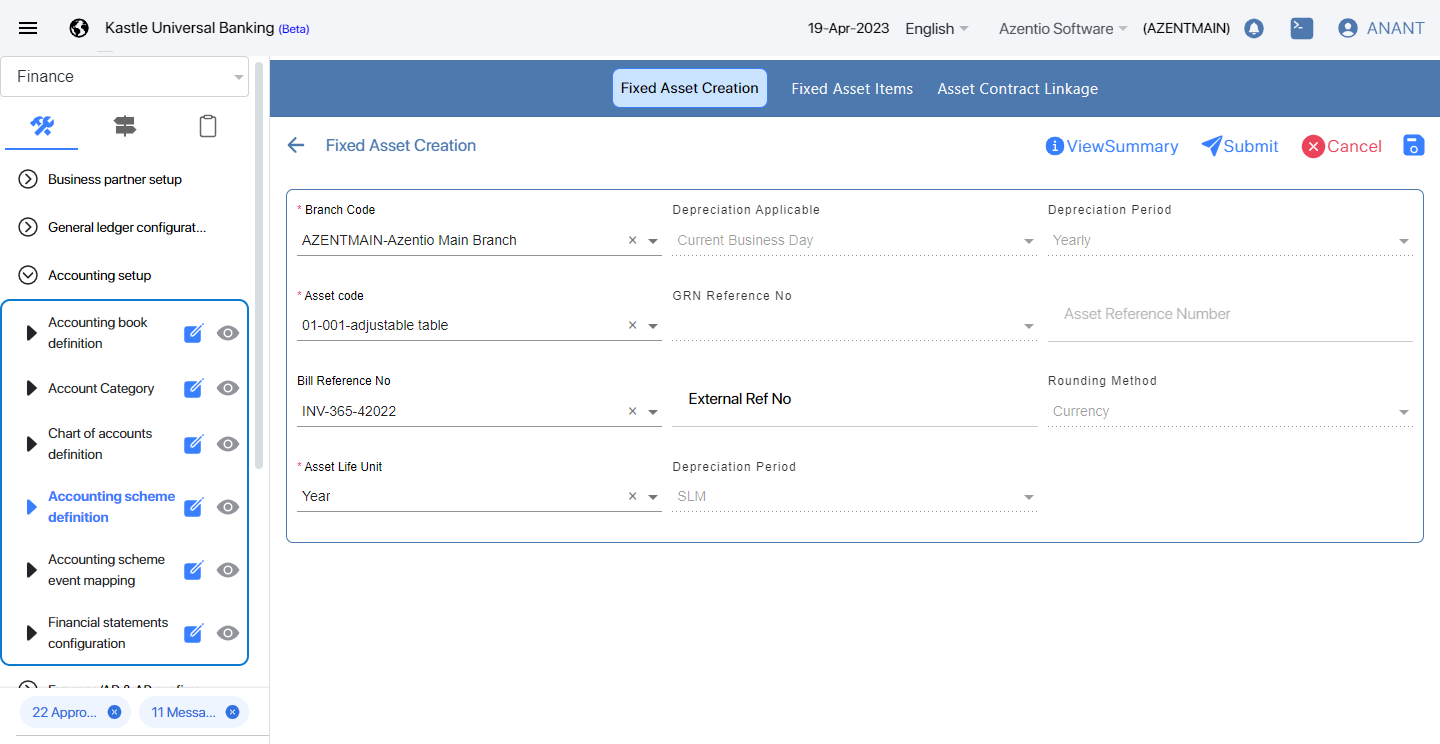 Kastle Universal Banking (Beta)
19-Apr-2023
English
Azentio Software
(AZENTMAIN)
ANANT
Finance
Business partner setup
General ledger configurat...
Accounting setup
Accounting book
definition
Account Category
Chart of accounts
definition
Accounting scheme
definition
Accounting scheme
event mapping
Financial statements
configuration
22 Appro...
11 Messa...
Fixed Asset Creation
Fixed Asset Items
Asset Contract Linkage
Fixed Asset Creation
ViewSummary
Submit
Cancel
* Branch Code
Depreciation Applicable
Depreciation Period
AZENTMAIN-Azentio Main Branch
Current Business Day
Yearly
* Asset code
GRN Reference No
01-001-adjustable table
Asset Reference Number
Bill Reference No
Rounding Method
INV-365-42022
External Ref No
Currency
* Asset Life Unit
Depreciation Period
Year
SLM